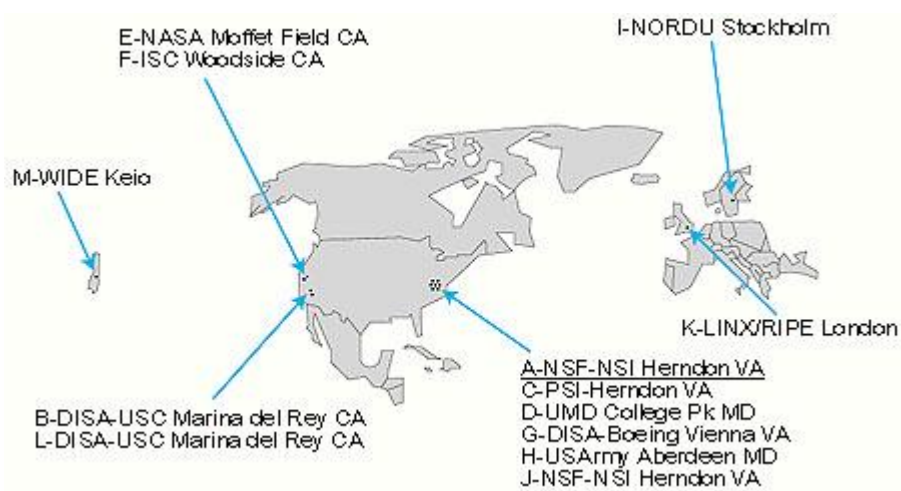 E-NASA Moffet Field CA
F-ISC Woodside CA
I-NORDU Stockholm
M-WIDE Keio
K-LINX/RIPE London
A-NSF-NSI Herndon VA
C-PSI-Herndon VA
D-UMD College Pk MD
G-DISA-Boeing Vienna VA
H-USArmy Aberdeen MD
J-NSF-NSI Herndon VA
B-DISA-USC Marina del Rey CA
L-DISA-USC Marina del Rey CA